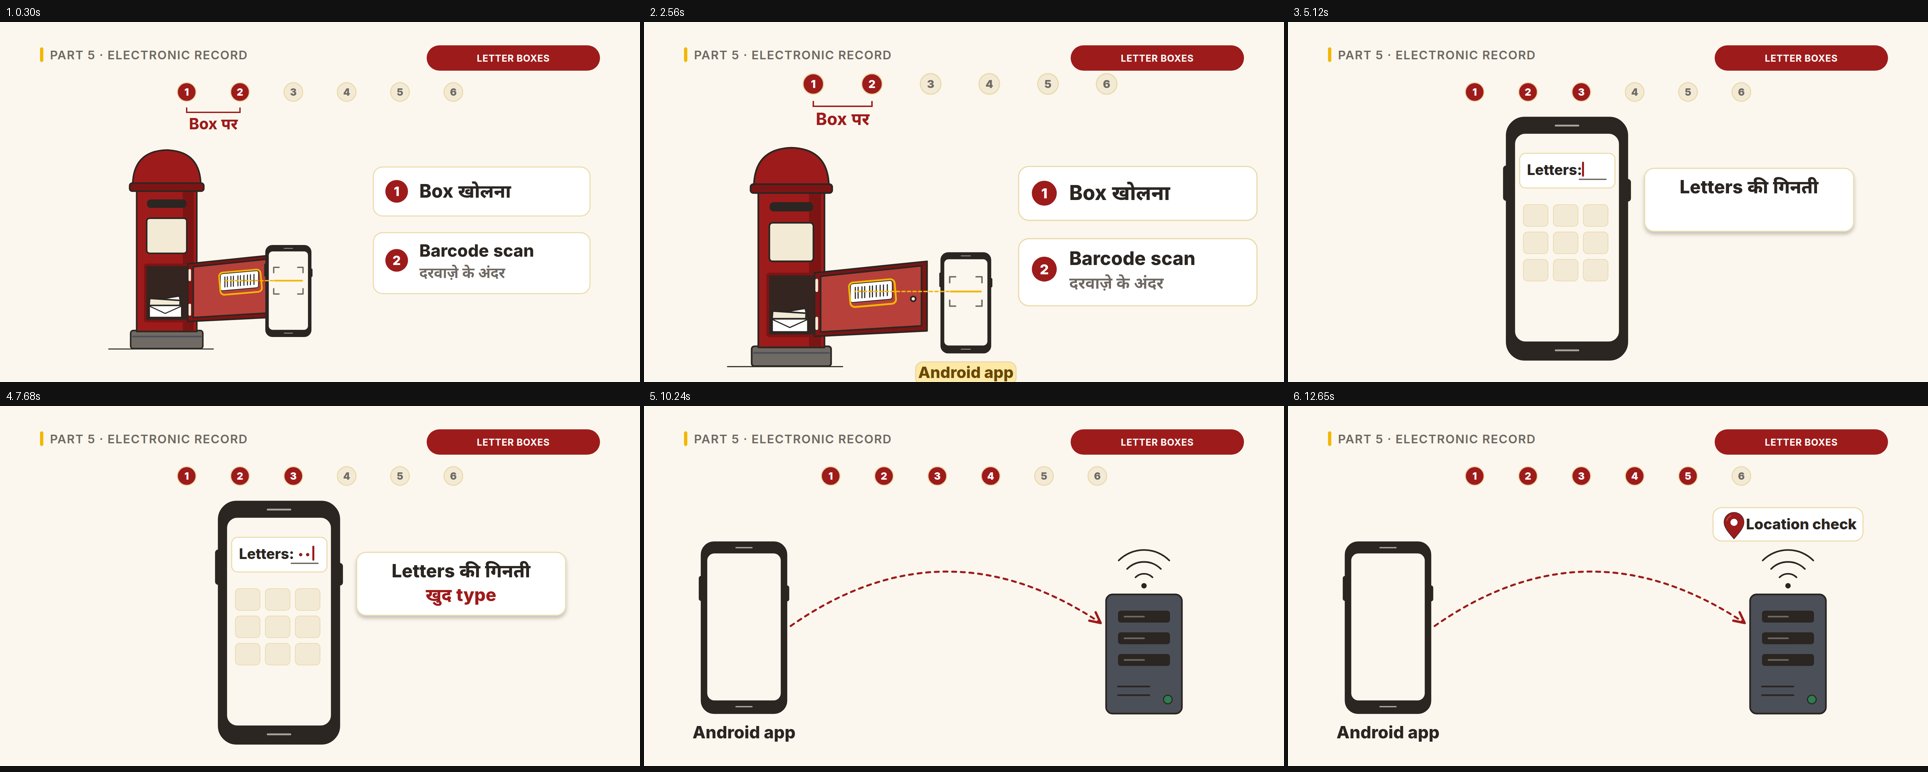 1. 0.30s
PART 5 · ELECTRONIC RECORD
LETTER BOXES
1 2 3 4 5 6
Box पर
1 Box खोलना
2 Barcode scan
दरवाज़े के अंदर
2. 2.56s
PART 5 · ELECTRONIC RECORD
LETTER BOXES
1 2 3 4 5 6
Box पर
1 Box खोलना
2 Barcode scan
दरवाज़े के अंदर
Android app
3. 5.12s
PART 5 · ELECTRONIC RECORD
LETTER BOXES
1 2 3 4 5 6
Letters:
Letters की गिनती
4. 7.68s
PART 5 · ELECTRONIC RECORD
LETTER BOXES
1 2 3 4 5 6
Letters: ••
Letters की गिनती
खुद type
5. 10.24s
PART 5 · ELECTRONIC RECORD
LETTER BOXES
1 2 3 4 5 6
Android app
6. 12.65s
PART 5 · ELECTRONIC RECORD
LETTER BOXES
1 2 3 4 5 6
Location check
Android app